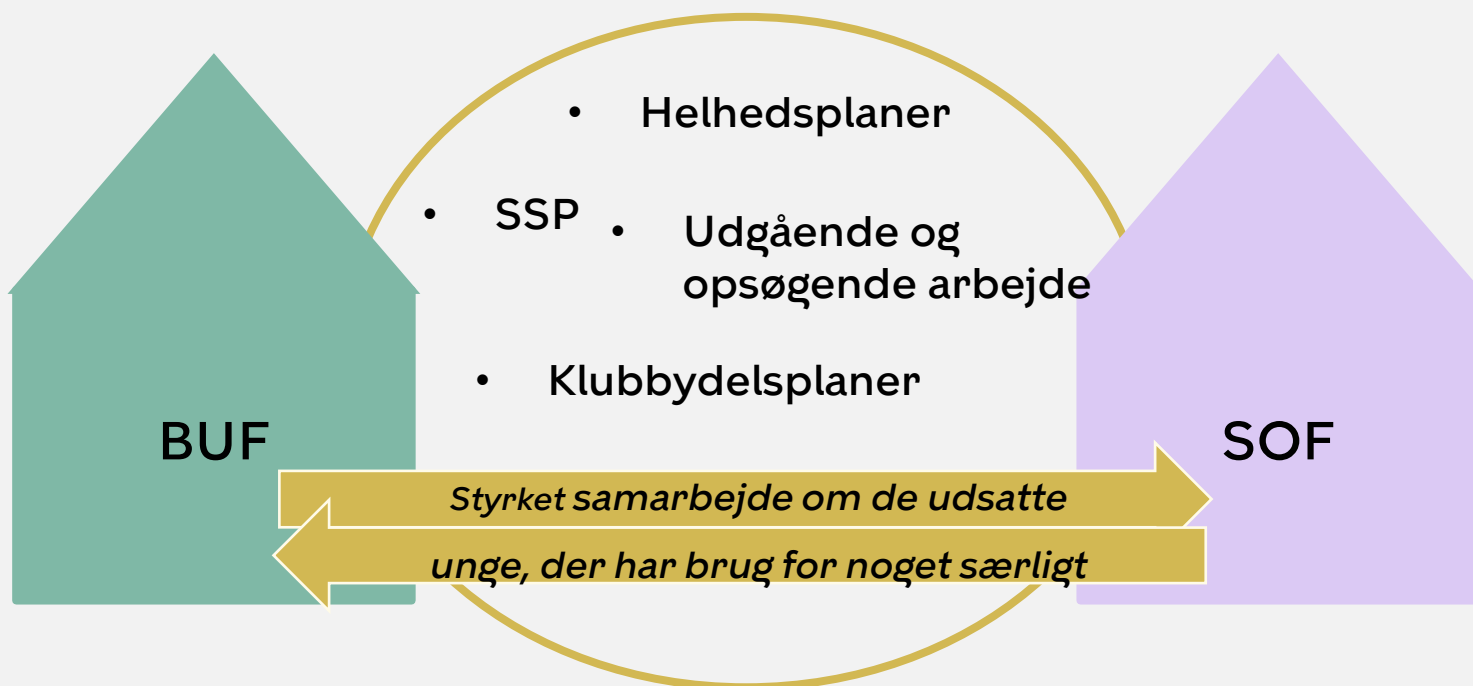 • Helhedsplaner
• SSP
• Udgående og
opsøgende arbejde
• Klubbydelsplaner
BUF
SOF
Styrket samarbejde om de udsatte
unge, der har brug for noget særligt